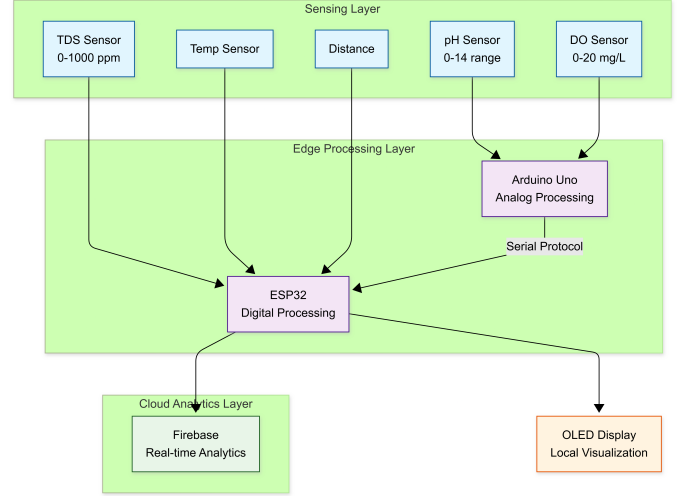 Sensing Layer
TDS Sensor
0-1000 ppm
Temp Sensor
Distance
pH Sensor
0-14 range
DO Sensor
0-20 mg/L
Edge Processing Layer
Arduino Uno
Analog Processing
Serial Protocol
ESP32
Digital Processing
Cloud Analytics Layer
Firebase
Real-time Analytics
OLED Display
Local Visualization